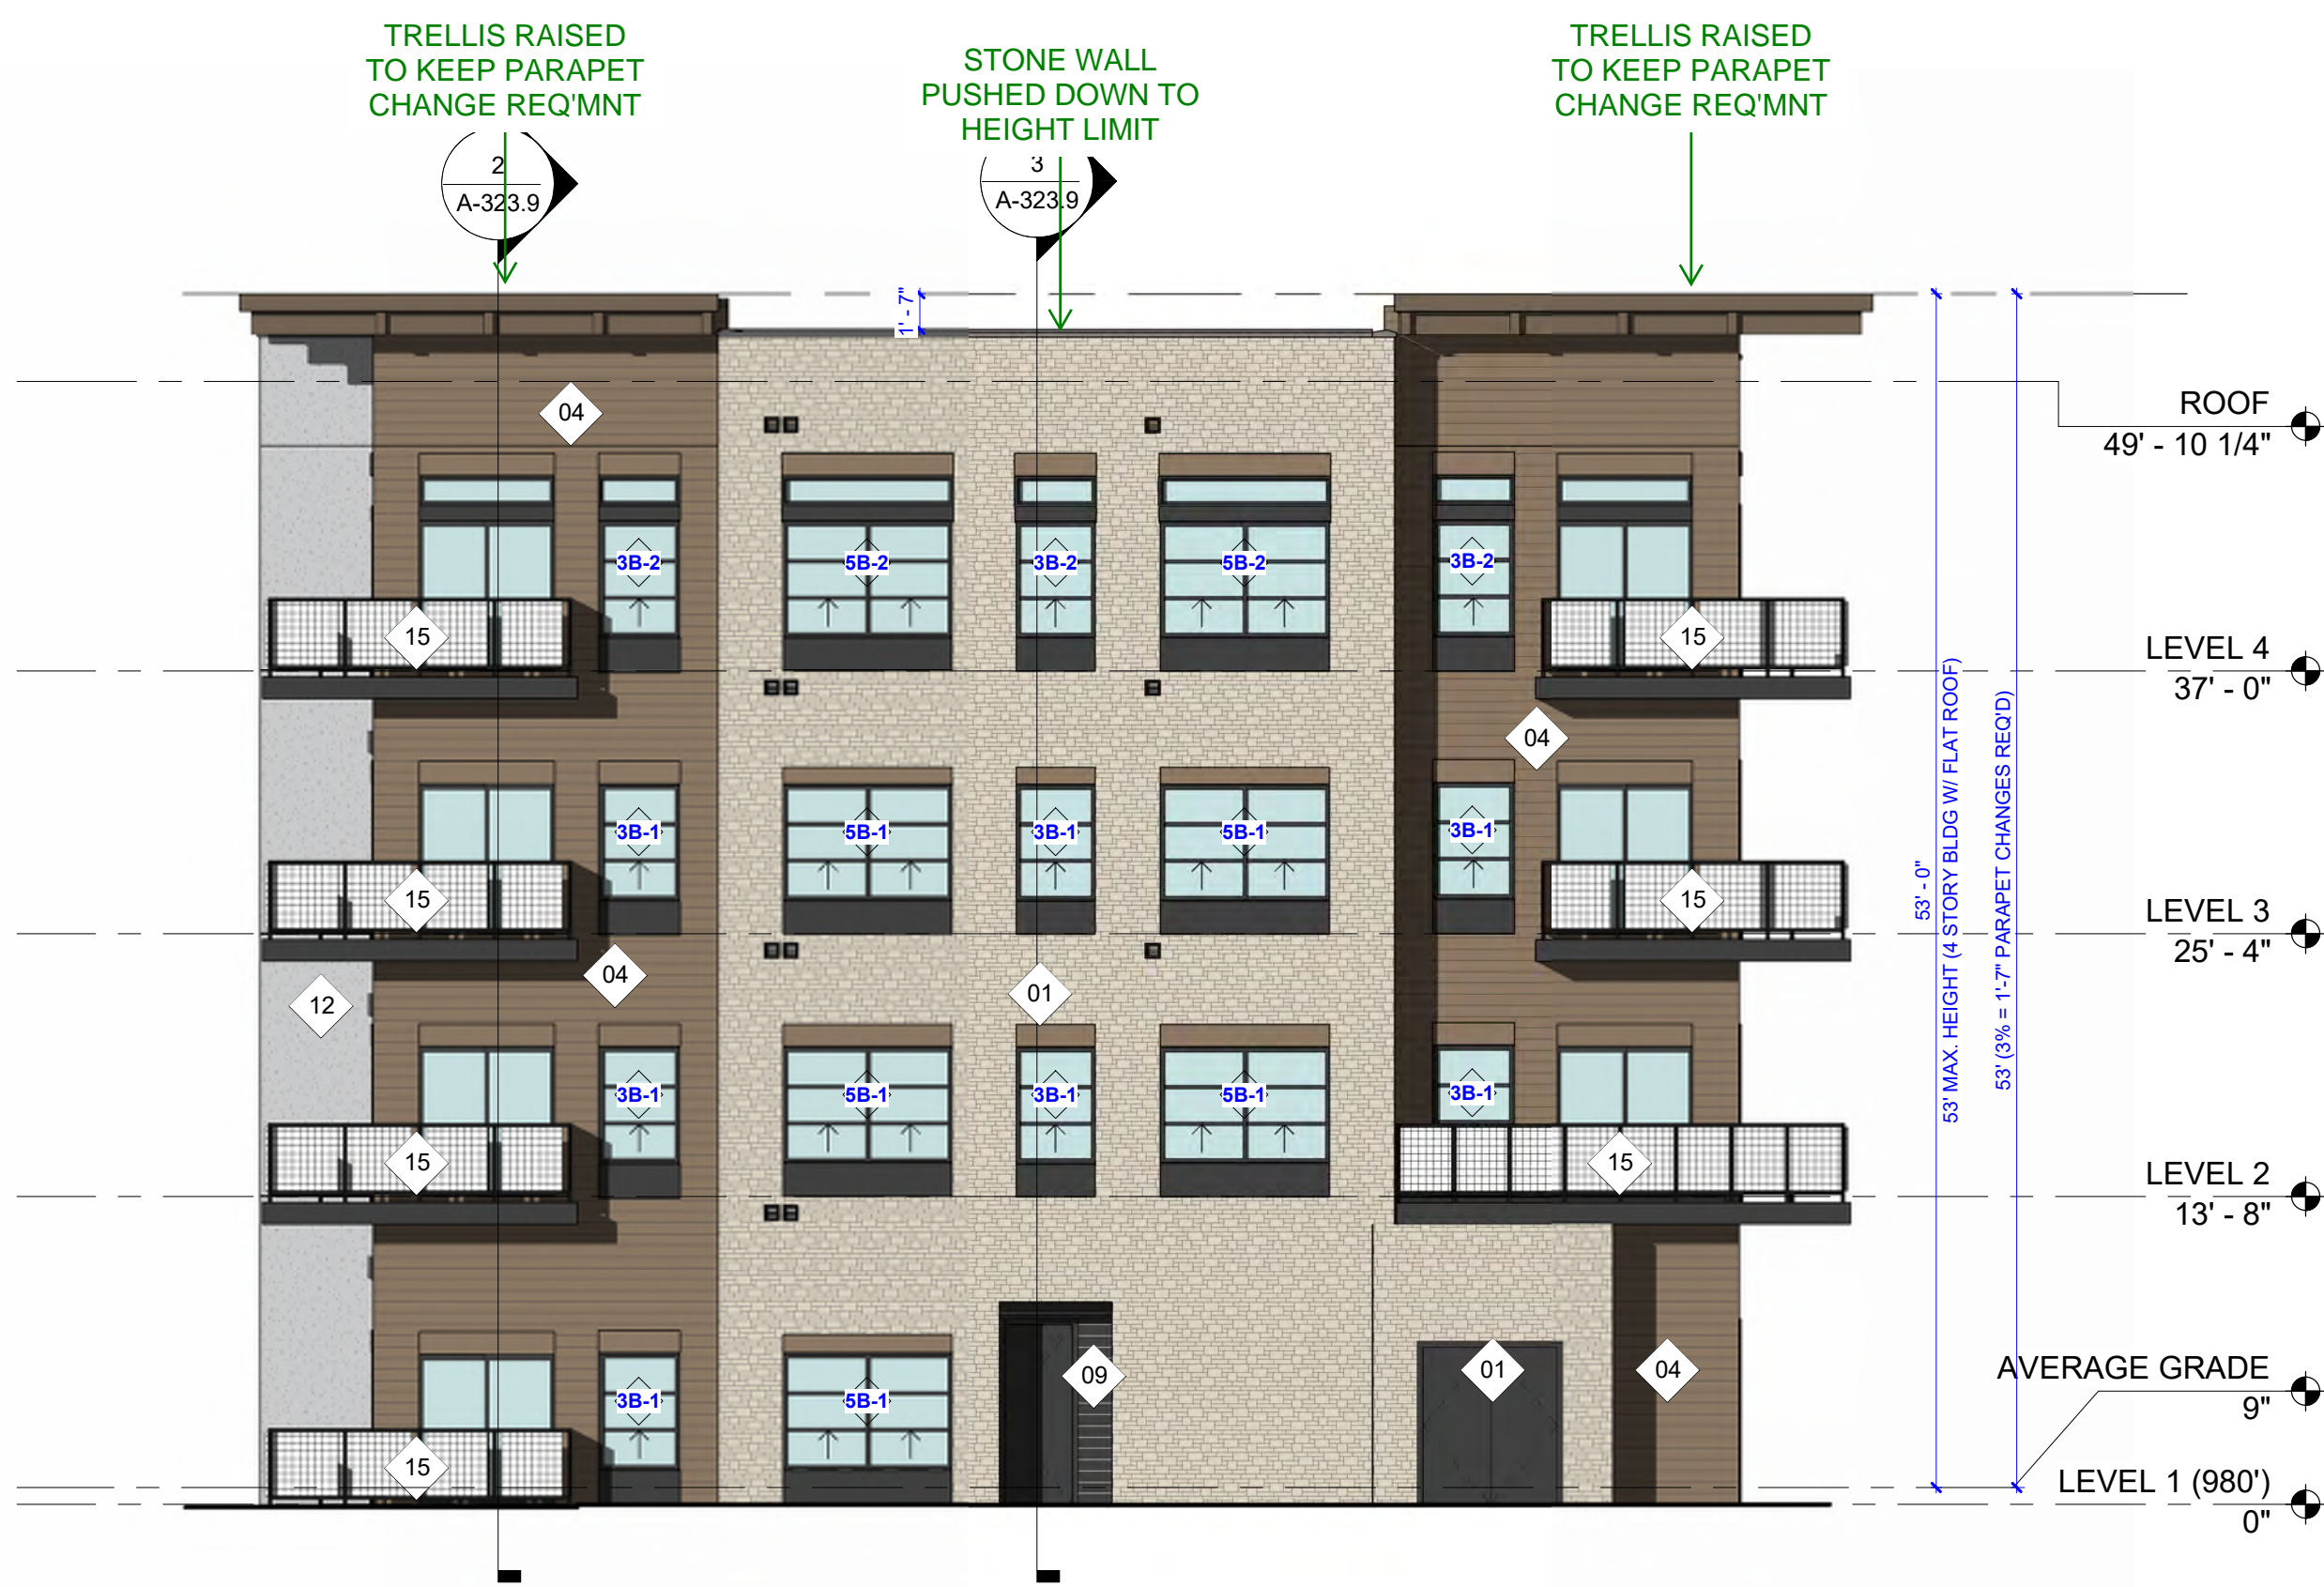 TRELLIS RAISED
TO KEEP PARAPET
CHANGE REQ'MNT
STONE WALL
PUSHED DOWN TO
HEIGHT LIMIT
TRELLIS RAISED
TO KEEP PARAPET
CHANGE REQ'MNT
2
A-323.9
3
A-323.9
1' - 7"
04
ROOF
49' - 10 1/4"
3B-2
5B-2
3B-2
5B-2
3B-2
15
15
LEVEL 4
37' - 0"
04
3B-1
5B-1
3B-1
5B-1
3B-1
15
15
LEVEL 3
25' - 4"
53' - 0"
53' MAX. HEIGHT (4 STORY BLDG W/ FLAT ROOF)
53' (3% = 1'-7" PARAPET CHANGES REQ'D)
12
04
01
3B-1
5B-1
3B-1
5B-1
3B-1
15
15
LEVEL 2
13' - 8"
09
01
04
AVERAGE GRADE
9"
3B-1
5B-1
15
LEVEL 1 (980')
0"